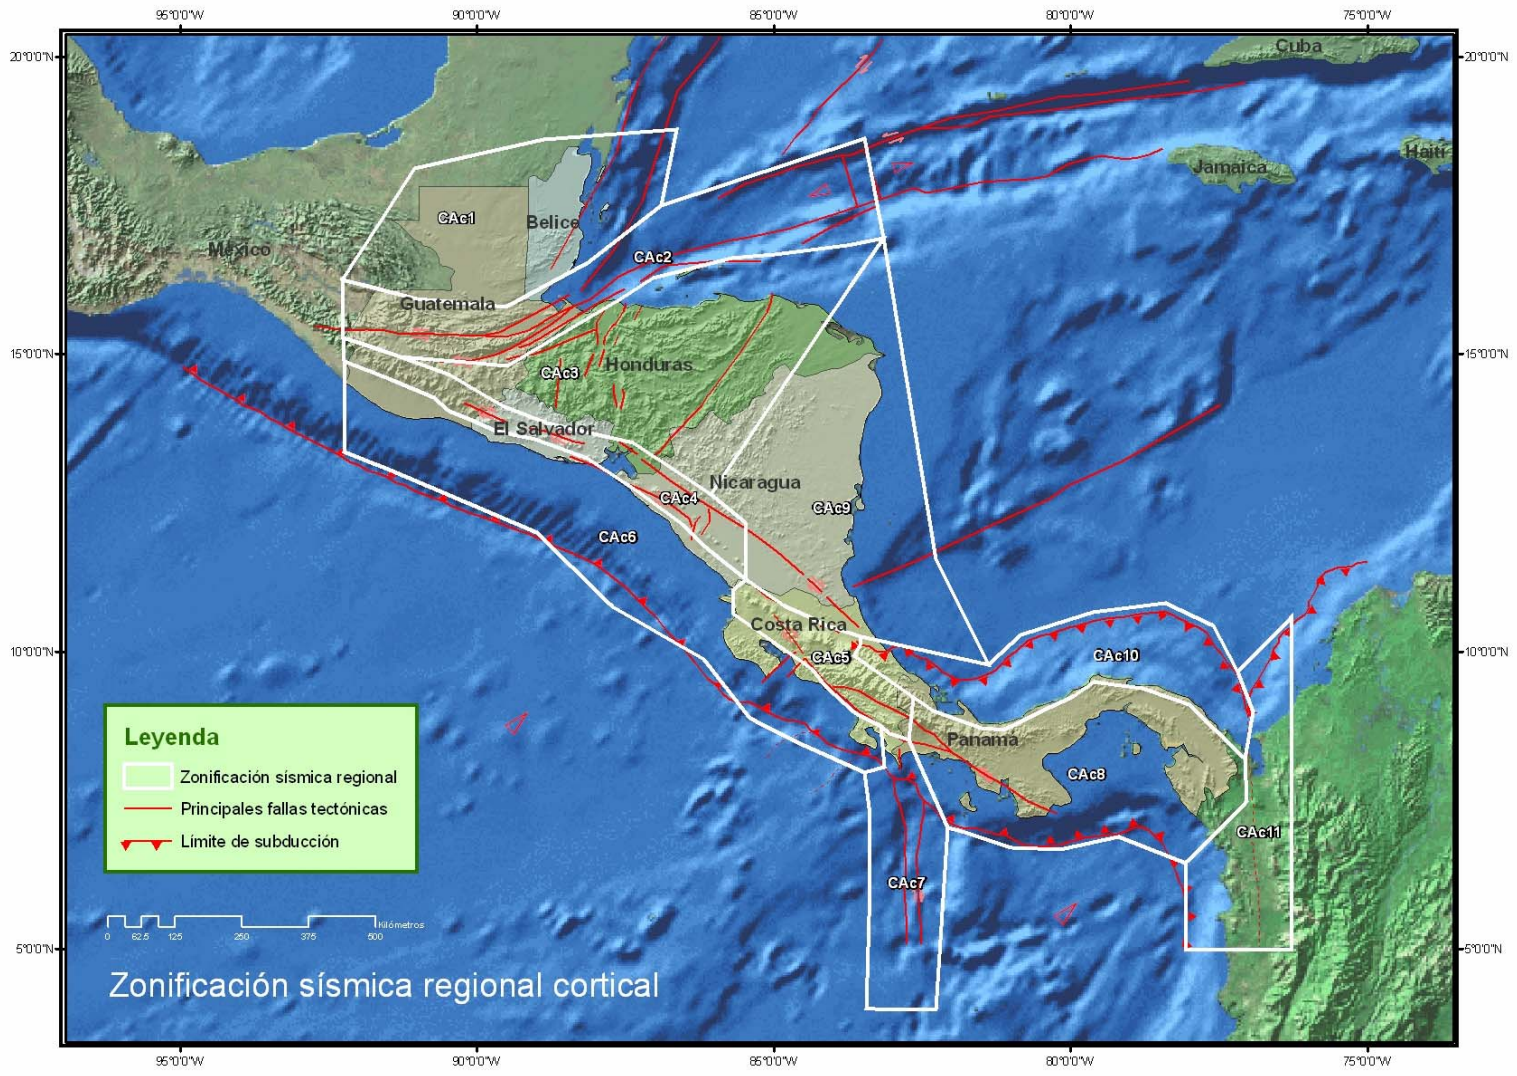 95°0'0"W 90°0'0"W 85°0'0"W 80°0'0"W 75°0'0"W
20°0'0"N 20°0'0"N
Cuba
Haití
Jamaica
CAc1
Belice
México
CAc2
Guatemala
15°0'0"N 15°0'0"N
Honduras
CAc3
El Salvador
Nicaragua
CAc4
CAc9
CAc6
Costa Rica
10°0'0"N 10°0'0"N
CAc5
CAc10
Panamá
CAc8
CAc11
CAc7
Leyenda
Zonificación sísmica regional
Principales fallas tectónicas
Límite de subducción
Kilómetros
0 62.5 125 250 375 500
5°0'0"N 5°0'0"N
Zonificación sísmica regional cortical
95°0'0"W 90°0'0"W 85°0'0"W 80°0'0"W 75°0'0"W